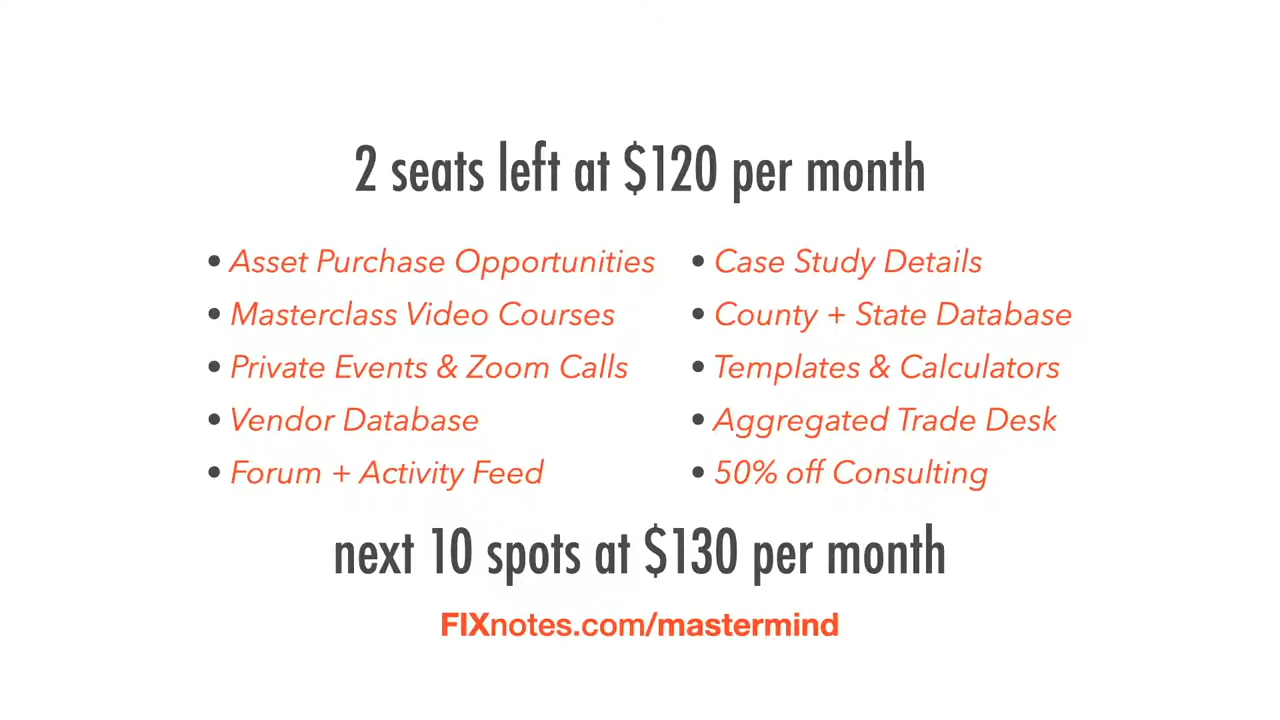 2 seats left at $120 per month
• Asset Purchase Opportunities
• Masterclass Video Courses
• Private Events & Zoom Calls
• Vendor Database
• Forum + Activity Feed
• Case Study Details
• County + State Database
• Templates & Calculators
• Aggregated Trade Desk
• 50% off Consulting
next 10 spots at $130 per month
FIXnotes.com/mastermind